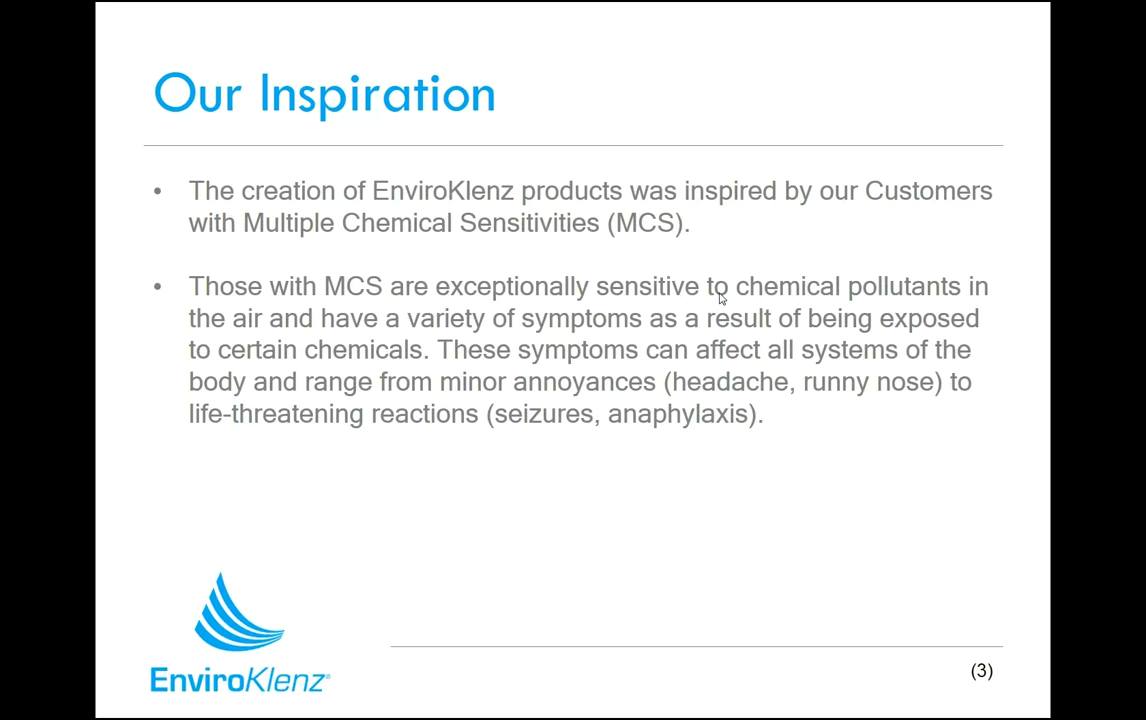 Our Inspiration
• The creation of EnviroKlenz products was inspired by our Customers
with Multiple Chemical Sensitivities (MCS).
• Those with MCS are exceptionally sensitive to chemical pollutants in
the air and have a variety of symptoms as a result of being exposed
to certain chemicals. These symptoms can affect all systems of the
body and range from minor annoyances (headache, runny nose) to
life-threatening reactions (seizures, anaphylaxis).
EnviroKlenz®
(3)